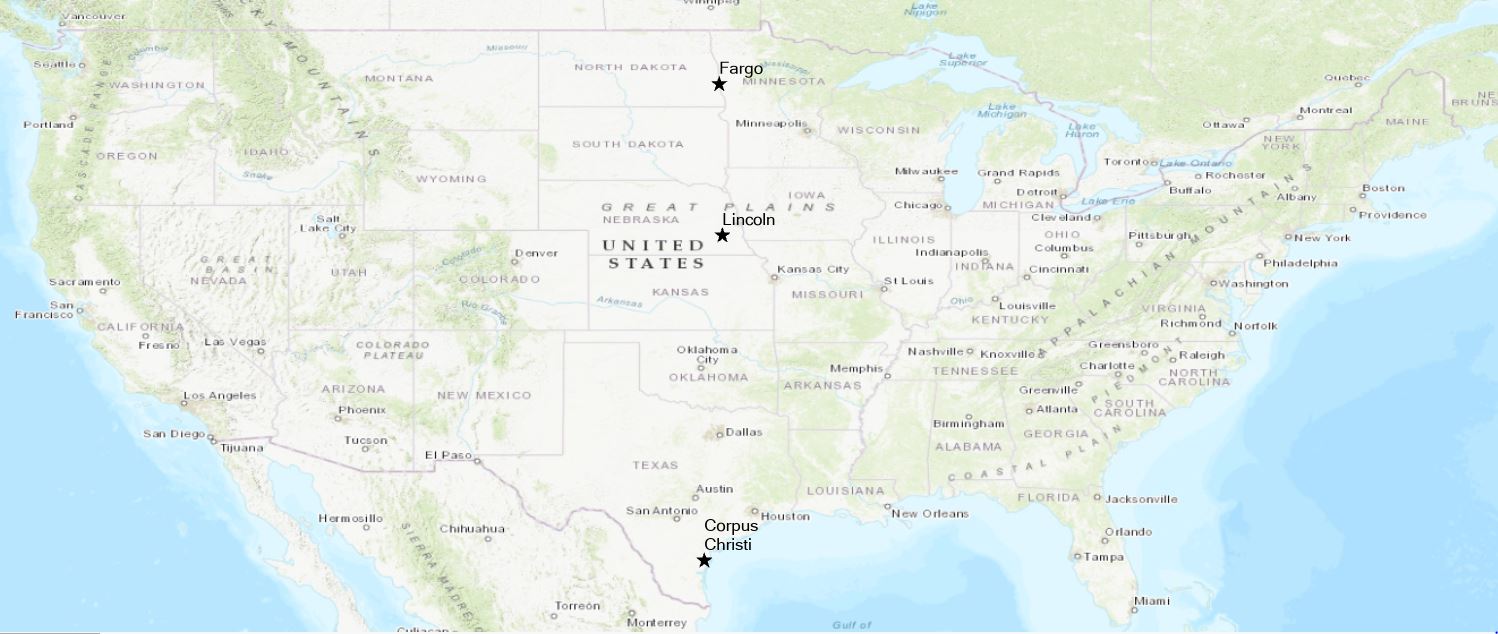 Vancouver
Winnipeg
Lake
Nipigon
Seattle
Columbia
Missouri
Fargo
Mississippi
Lake
Superior
NORTH DAKOTA
MONTANA
MINNESOTA
WASHINGTON
ROCKY MOUNTAINS
CASCADE RANGE
Québec
NE
BRUNS
Portland
Minneapolis
WISCONSIN
Lake
Michigan
Lake
Huron
Ottawa
Montreal
MAINE
OREGON
IDAHO
Snake
SOUTH DAKOTA
WYOMING
NEW
YORK
Toronto
Lake Ontario
Milwaukee
Grand Rapids
Rochester
Detroit
Buffalo
Boston
MICHIGAN
Albany
Chicago
Lake Erie
IOWA
GREAT PLAINS
NEBRASKA
Lincoln
Salt
Lake City
Cleveland
Providence
UNITED
STATES
ILLINOIS
OHIO
Pittsburgh
New York
Indianapolis
Columbus
Denver
Colorado
GREAT
BASIN
NEVADA
UTAH
COLORADO
Kansas City
INDIANA
Cincinnati
Philadelphia
Sacramento
St Louis
Washington
KANSAS
MISSOURI
Arkansas
Ohio
Louisville
San
Francisco
Rio Grande
VIRGINIA
KENTUCKY
Richmond
Norfolk
CALIFORNIA
Fresno
Las Vegas
COLORADO
PLATEAU
Oklahoma
City
Nashville
Knoxville
Greensboro
Raleigh
APPALACHIAN MOUNTAINS
PIEDMONT
Memphis
TENNESSEE
Charlotte
NORTH
CAROLINA
OKLAHOMA
ARKANSAS
ARIZONA
NEW MEXICO
Greenville
Los Angeles
Phoenix
Atlanta
SOUTH
CAROLINA
Birmingham
San Diego
Tijuana
Tucson
Dallas
GEORGIA
ALABAMA
El Paso
TEXAS
COASTAL PLAIN
Austin
LOUISIANA
FLORIDA
Jacksonville
San Antonio
Houston
New Orleans
Hermosillo
Chihuahua
Corpus
Christi
Orlando
Tampa
SIERRA MADRE
Torreón
Miami
Monterrey
Gulf of
Culiacan